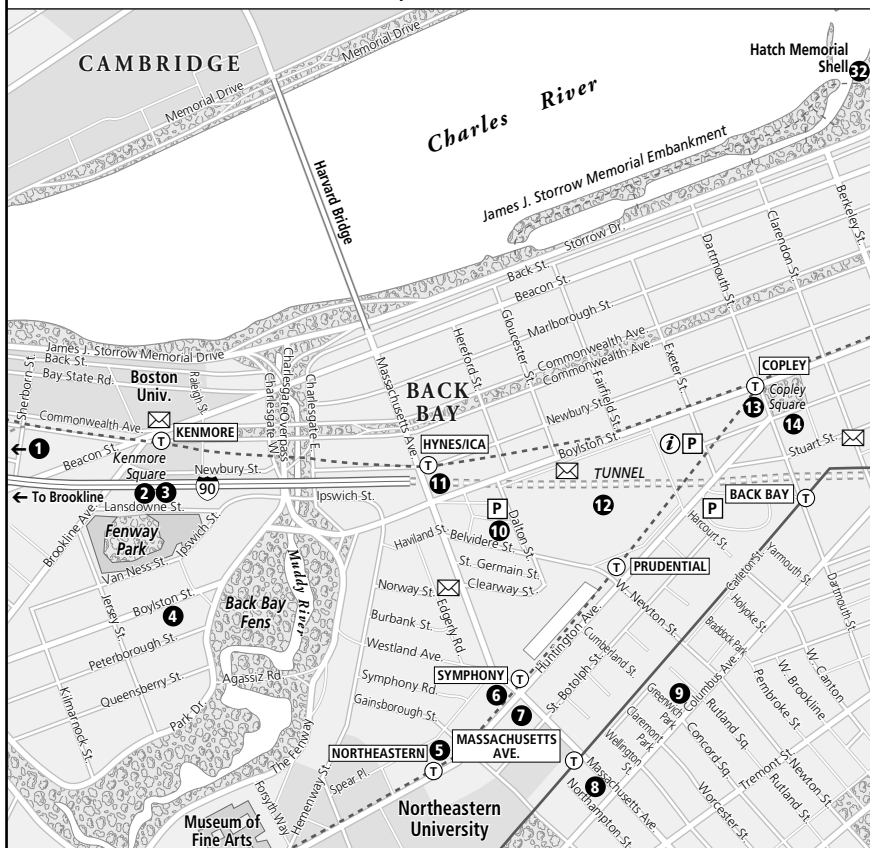 CAMBRIDGE
Memorial Drive
Memorial Drive
Harvard Bridge
Charles River
Hatch Memorial
Shell
32
James J. Storrow Memorial Embankment
Storrow Dr.
Back St.
Beacon St.
Marlborough St.
Commonwealth Ave.
Commonwealth Ave.
Newbury St.
Boylston St.
Dartmouth St.
Clarendon St.
Berkeley St.
Hereford St.
Gloucester St.
Fairfield St.
Exeter St.
Massachusetts Ave.
BACK
BAY
James J. Storrow Memorial Drive
Back St.
Bay State Rd.
Sherborn St.
Boston
Univ.
Raleigh St.
Charlesgate W.
Charlesgate Overpass
Charlesgate E.
Commonwealth Ave.
T
KENMORE
Beacon St.
Kenmore
Square
Newbury St.
← 1
← To Brookline
2 3
90
Lansdowne St.
Ipswich St.
Brookline Ave.
Fenway
Park
Ipswich St.
Van Ness St.
Jersey St.
Boylston St.
4
Peterborough St.
Queensberry St.
Kilmarnock St.
Park Dr.
Back Bay
Fens
Muddy River
Agassiz Rd.
The Fenway
HYNES/ICA
T
11
COPLEY
T
13
Copley
Square
14
Stuart St.
i P
TUNNEL
12
P
10
Dalton St.
Belvidere St.
Haviland St.
St. Germain St.
Clearway St.
Norway St.
Edgerly Rd.
Burbank St.
Westland Ave.
Symphony Rd.
Gainsborough St.
BACK BAY
T
P
Harcourt St.
PRUDENTIAL
T
W. Newton St.
Huntington Ave.
Cumberland St.
St. Botolph St.
SYMPHONY
T
6
7
MASSACHUSETTS
AVE.
T
NORTHEASTERN
5
T
Hemenway St.
Spear Pl.
Forsyth Way
Museum of
Fine Arts
Northeastern
University
8
Massachusetts Ave.
Northampton St.
9
Columbus Ave.
Greenwich
Park
Claremont
Park
Wellington
St.
Carleton St.
Yarmouth St.
Holyoke St.
Baddock Park
Dartmouth St.
W. Canton
W. Brookline
Pembroke St.
Rutland
Sq.
Concord Sq.
Worcester St.
Tremont St.
W. Newton St.
Rutland St.